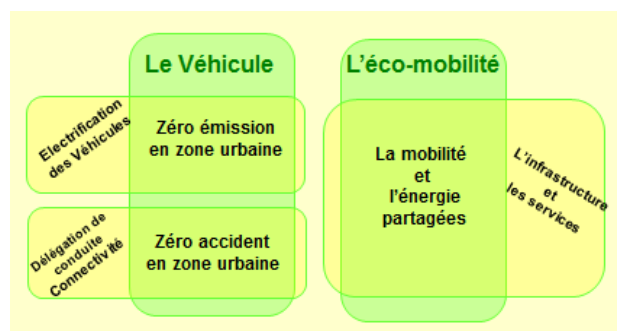 Le Véhicule
L'éco-mobilité
Electrification
des Véhicules
Zéro émission
en zone urbaine
Délégation de
conduite
Connectivité
Zéro accident
en zone urbaine
La mobilité
et
l'énergie
partagées
L'infrastructure
et
les services